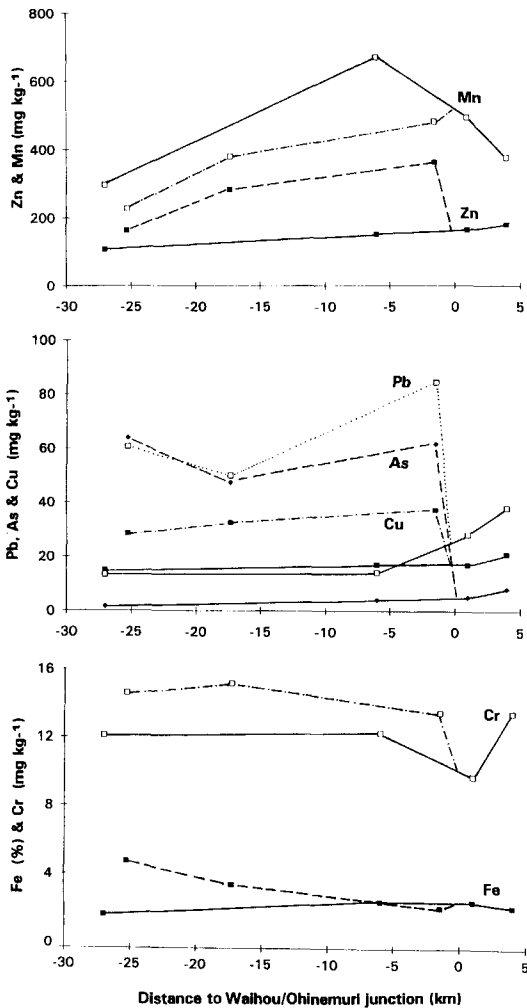 Zn & Mn (mg kg-1)
800
600
400
200
0
Mn
Zn
-30 -25 -20 -15 -10 -5 0 5
Pb, As & Cu (mg kg-1)
100
80
60
40
20
0
Pb
As
Cu
-30 -25 -20 -15 -10 -5 0 5
Fe (%) & Cr (mg kg-1)
16
12
8
4
2
0
Cr
Fe
-30 -25 -20 -15 -10 -5 0 5
Distance to Waihou/Ohinemuri junction (km)